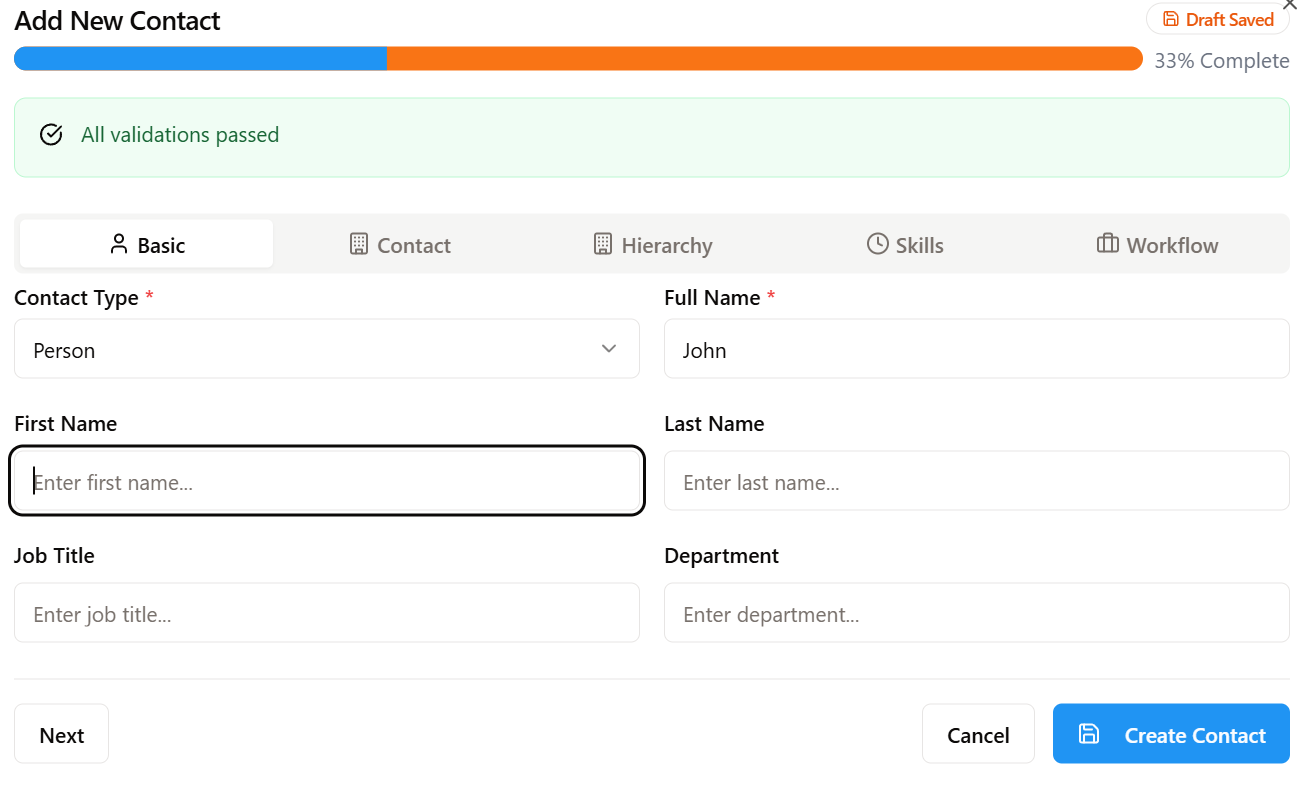 Add New Contact
Draft Saved
33% Complete
All validations passed
Basic
Contact
Hierarchy
Skills
Workflow
Contact Type *
Full Name *
Person
John
First Name
Last Name
Enter first name...
Enter last name...
Job Title
Department
Enter job title...
Enter department...
Next
Cancel
Create Contact